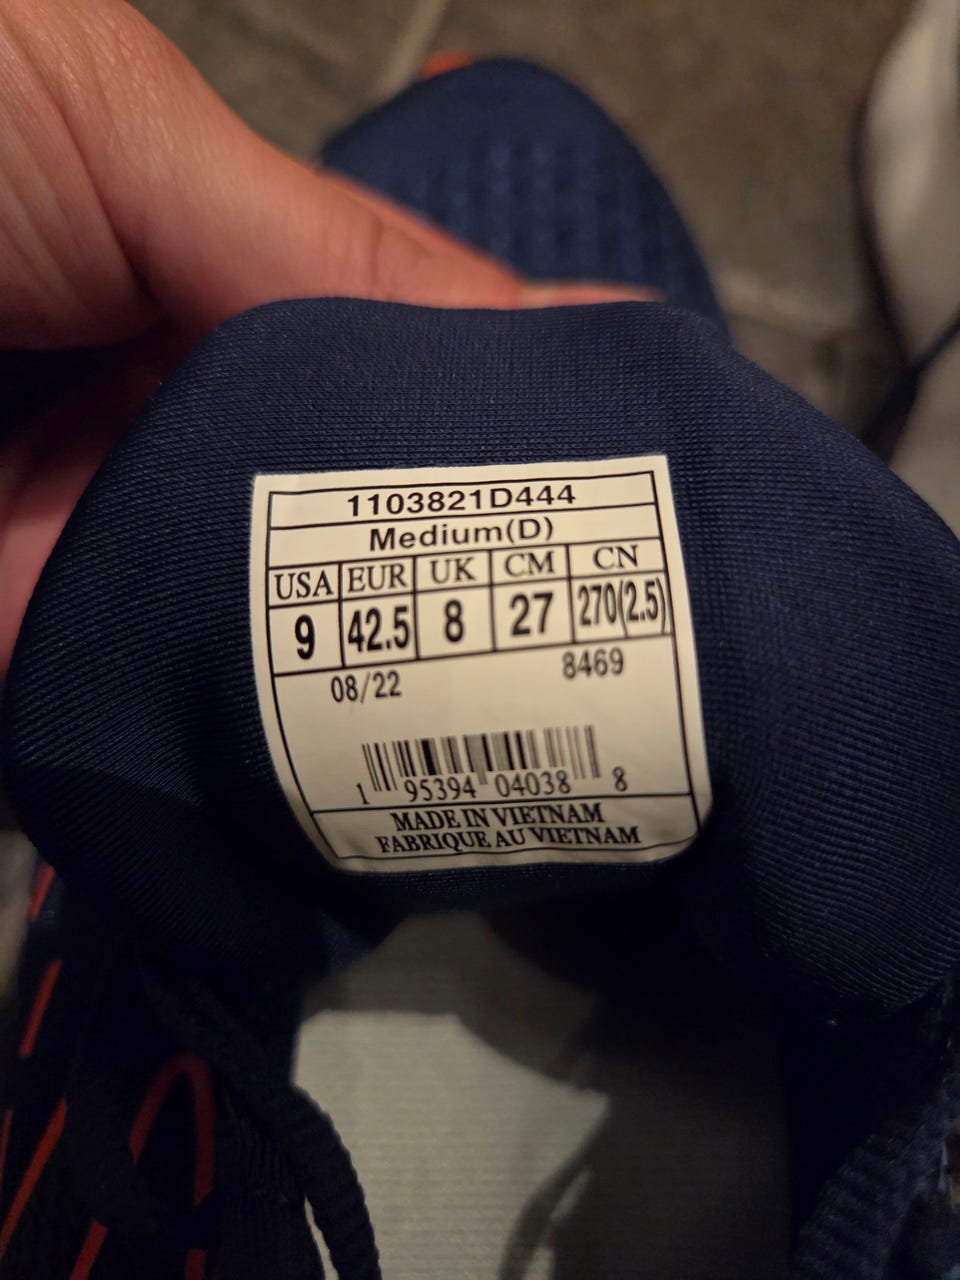 1103821D444
Medium(D)
USA EUR UK CM CN
9 42.5 8 27 270(2.5)
08/22 8469
1 95394 04038 8
MADE IN VIETNAM
FABRIQUE AU VIETNAM